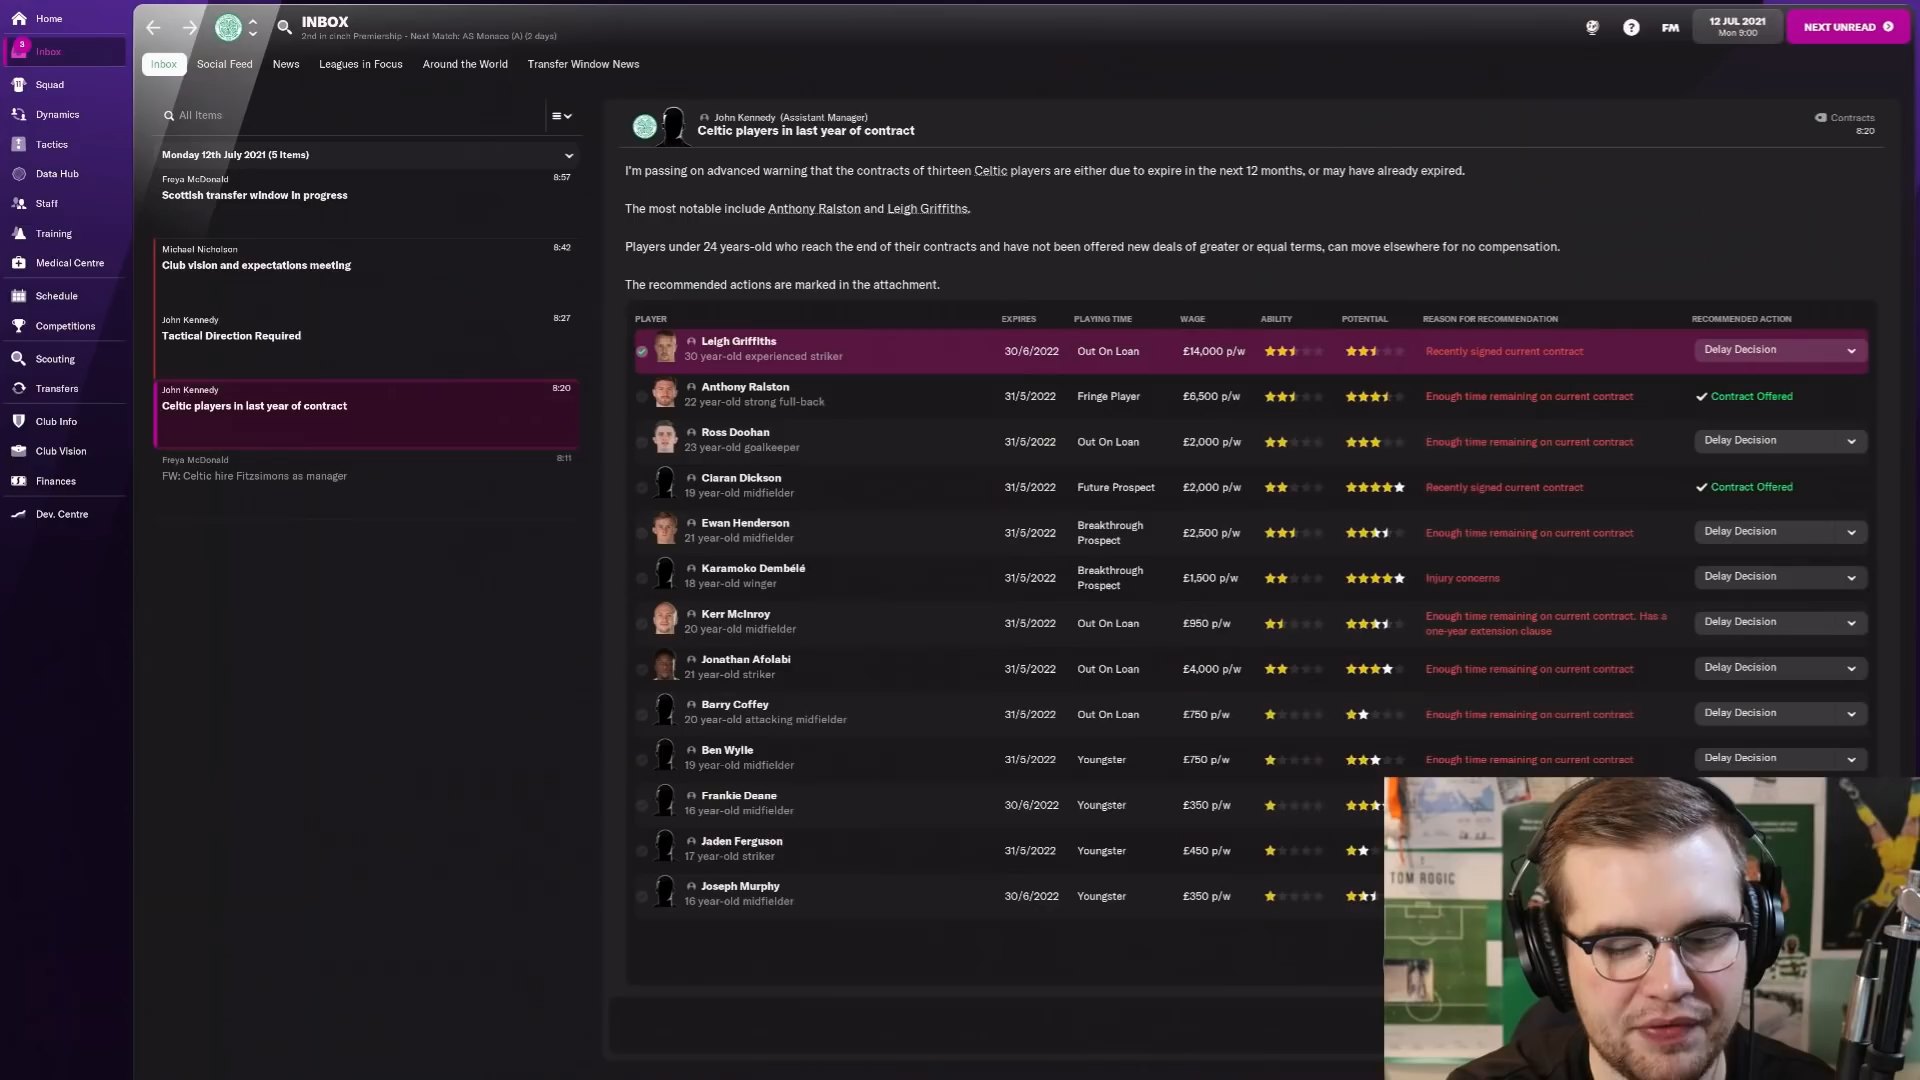 Home
3
Inbox
Squad
Dynamics
Tactics
Data Hub
Staff
Training
Medical Centre
Schedule
Competitions
Scouting
Transfers
Club Info
Club Vision
Finances
Dev. Centre
INBOX
2nd in cinch Premiership - Next Match: AS Monaco (A) (2 days)
?
FM
12 JUL 2021
Mon 9:00
NEXT UNREAD
Inbox
Social Feed
News
Leagues in Focus
Around the World
Transfer Window News
All Items
Monday 12th July 2021 (5 Items)
Freya McDonald 8:57
Scottish transfer window in progress
Michael Nicholson 8:42
Club vision and expectations meeting
John Kennedy 8:27
Tactical Direction Required
John Kennedy 8:20
Celtic players in last year of contract
Freya McDonald 8:11
FW: Celtic hire Fitzsimons as manager
John Kennedy (Assistant Manager)
Celtic players in last year of contract
Contracts
8:20
I'm passing on advanced warning that the contracts of thirteen Celtic players are either due to expire in the next 12 months, or may have already expired.
The most notable include Anthony Ralston and Leigh Griffiths.
Players under 24 years-old who reach the end of their contracts and have not been offered new deals of greater or equal terms, can move elsewhere for no compensation.
The recommended actions are marked in the attachment.
PLAYER EXPIRES PLAYING TIME WAGE ABILITY POTENTIAL REASON FOR RECOMMENDATION RECOMMENDED ACTION
Leigh Griffiths
30 year-old experienced striker
30/6/2022 Out On Loan £14,000 p/w Recently signed current contract Delay Decision
Anthony Ralston
22 year-old strong full-back
31/5/2022 Fringe Player £6,500 p/w Enough time remaining on current contract Contract Offered
Ross Doohan
23 year-old goalkeeper
31/5/2022 Out On Loan £2,000 p/w Enough time remaining on current contract Delay Decision
Ciaran Dickson
19 year-old midfielder
31/5/2022 Future Prospect £2,000 p/w Recently signed current contract Contract Offered
Ewan Henderson
21 year-old midfielder
31/5/2022 Breakthrough Prospect £2,500 p/w Enough time remaining on current contract Delay Decision
Karamoko Dembélé
18 year-old winger
31/5/2022 Breakthrough Prospect £1,500 p/w Injury concerns Delay Decision
Kerr McInroy
20 year-old midfielder
31/5/2022 Out On Loan £950 p/w Enough time remaining on current contract. Has a one-year extension clause Delay Decision
Jonathan Afolabi
21 year-old striker
31/5/2022 Out On Loan £4,000 p/w Enough time remaining on current contract Delay Decision
Barry Coffey
20 year-old attacking midfielder
31/5/2022 Out On Loan £750 p/w Enough time remaining on current contract Delay Decision
Ben Wylie
19 year-old midfielder
31/5/2022 Youngster £750 p/w Enough time remaining on current contract Delay Decision
Frankie Deane
16 year-old midfielder
30/6/2022 Youngster £350 p/w
Jaden Ferguson
17 year-old striker
31/5/2022 Youngster £450 p/w
Joseph Murphy
16 year-old midfielder
30/6/2022 Youngster £350 p/w
TOM ROGIC